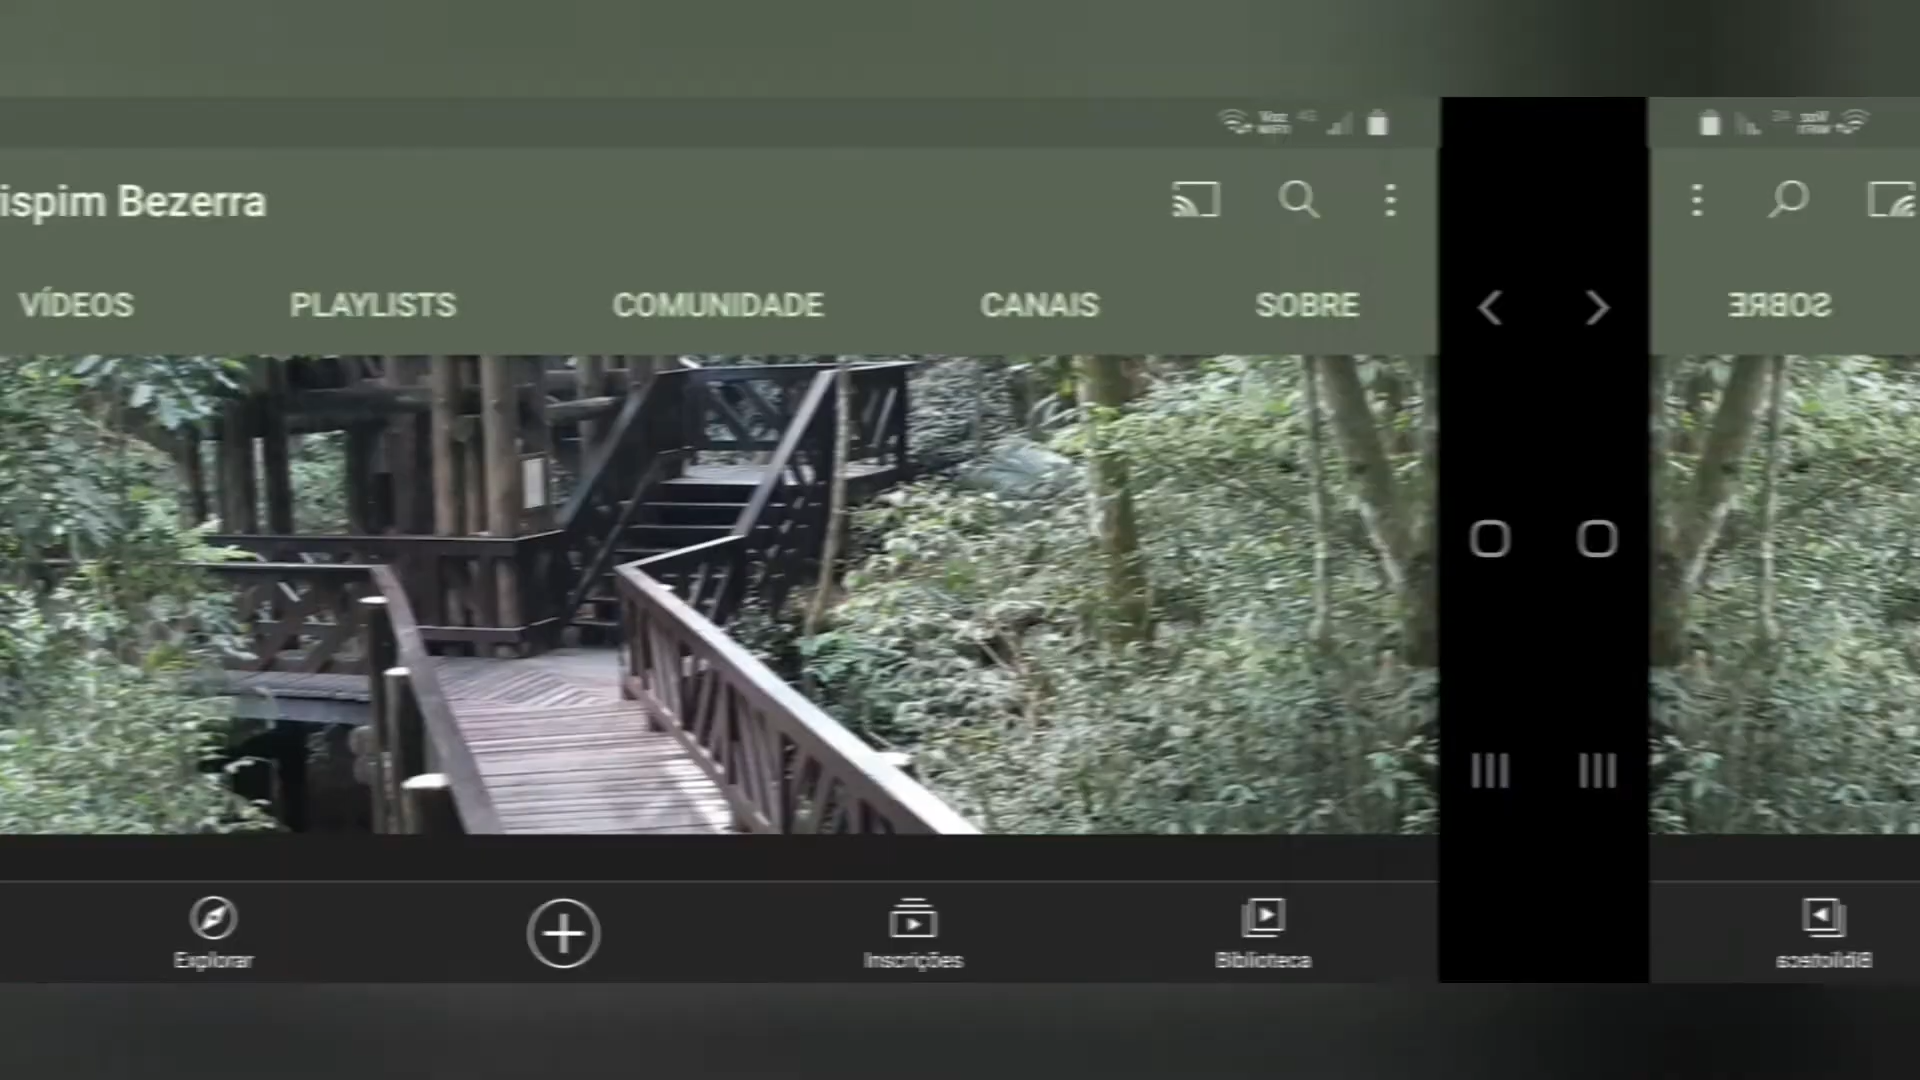 ispim Bezerra
VÍDEOS PLAYLISTS COMUNIDADE CANAIS SOBRE SOBRE
Explorar Inscrições Biblioteca Biblioteca